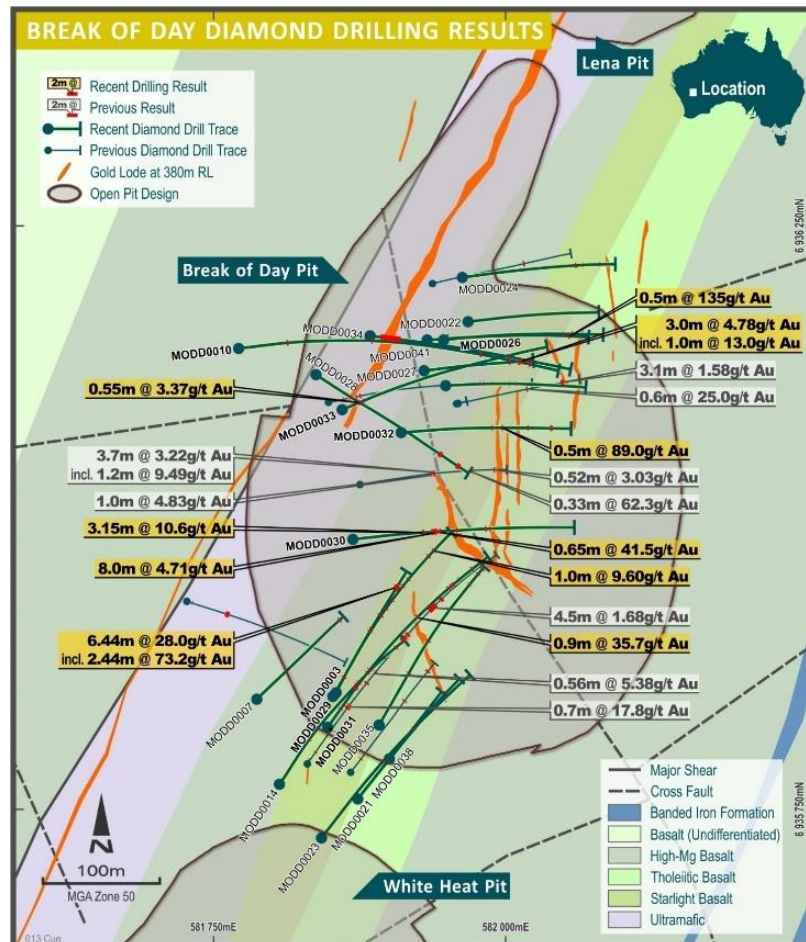 BREAK OF DAY DIAMOND DRILLING RESULTS
Lena Pit
Location
2m @
Recent Drilling Result
2m @
Previous Result
Recent Diamond Drill Trace
Previous Diamond Drill Trace
Gold Lode at 380m RL
Open Pit Design
6 936 250mN
Break of Day Pit
MODD0024
MODD0022
MODD0034
MODD0026
MODD0010
MODD0041
MODD0027
MODD0028
MODD0033
MODD0032
0.5m @ 135g/t Au
3.0m @ 4.78g/t Au
incl. 1.0m @ 13.0g/t Au
3.1m @ 1.58g/t Au
0.6m @ 25.0g/t Au
0.55m @ 3.37g/t Au
0.5m @ 89.0g/t Au
3.7m @ 3.22g/t Au
incl. 1.2m @ 9.49g/t Au
0.52m @ 3.03g/t Au
1.0m @ 4.83g/t Au
0.33m @ 62.3g/t Au
3.15m @ 10.6g/t Au
MODD0030
0.65m @ 41.5g/t Au
8.0m @ 4.71g/t Au
1.0m @ 9.60g/t Au
4.5m @ 1.68g/t Au
6.44m @ 28.0g/t Au
incl. 2.44m @ 73.2g/t Au
0.9m @ 35.7g/t Au
0.56m @ 5.38g/t Au
0.7m @ 17.8g/t Au
MODD0003
MODD0007
MODD0029
MODD0031
MODD0035
MODD0038
MODD0014
MODD0021
MODD0023
6 935 750mN
Major Shear
Cross Fault
Banded Iron Formation
Basalt (Undifferentiated)
High-Mg Basalt
Tholeiitic Basalt
Starlight Basalt
Ultramafic
N
100m
MGA Zone 50
White Heat Pit
013 Cue
581 750mE
582 000mE